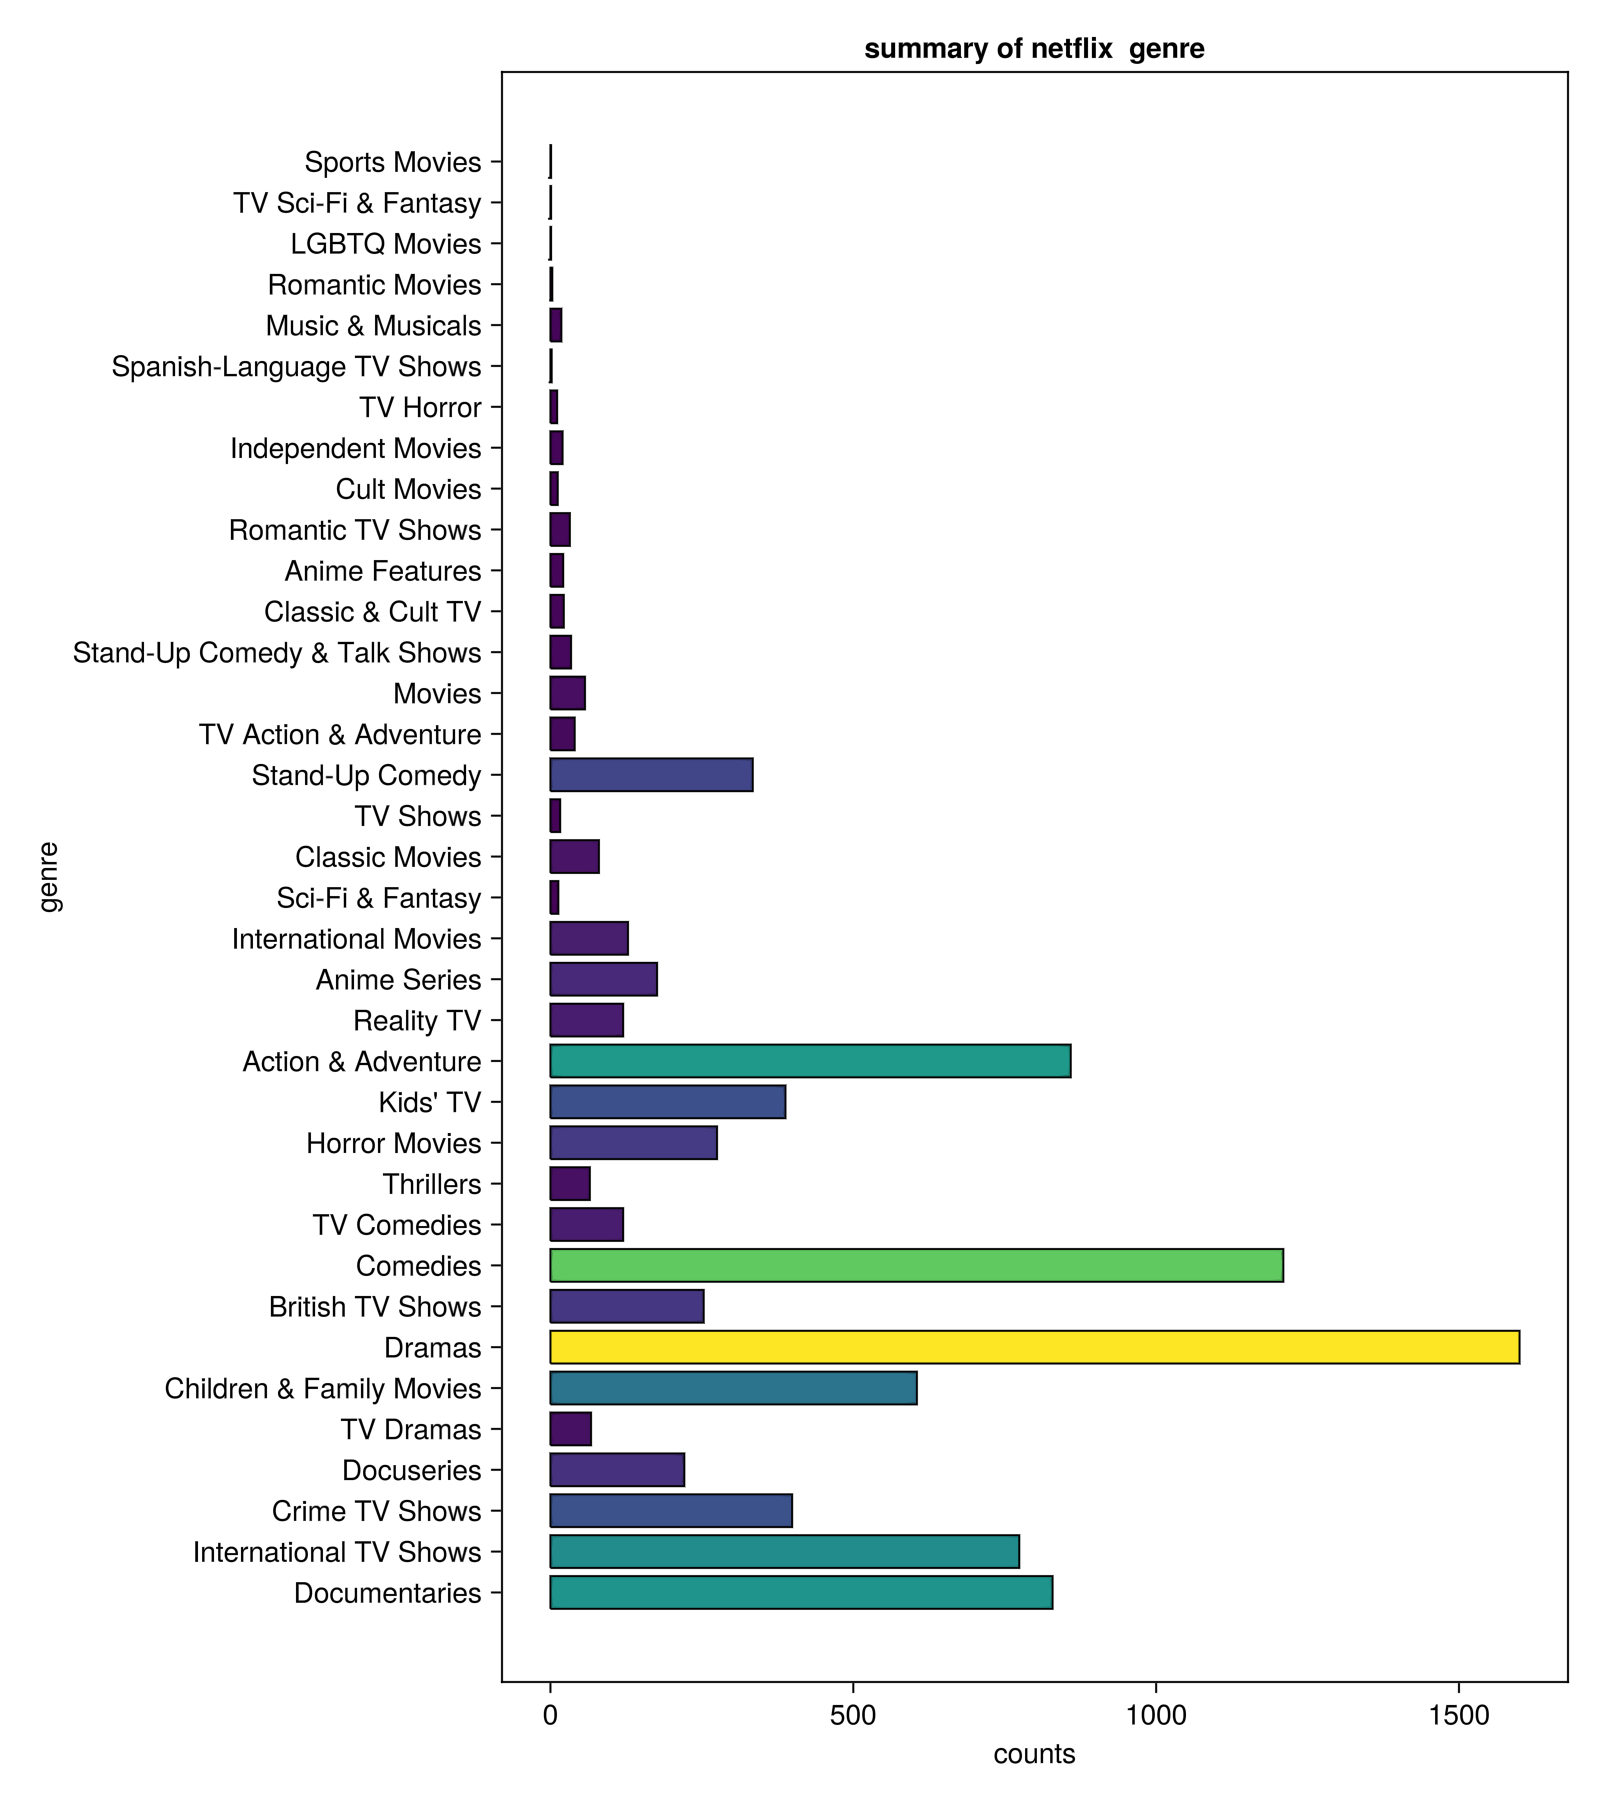 summary of netflix  genre
Sports Movies
TV Sci-Fi & Fantasy
LGBTQ Movies
Romantic Movies
Music & Musicals
Spanish-Language TV Shows
TV Horror
Independent Movies
Cult Movies
Romantic TV Shows
Anime Features
Classic & Cult TV
Stand-Up Comedy & Talk Shows
Movies
TV Action & Adventure
Stand-Up Comedy
TV Shows
Classic Movies
Sci-Fi & Fantasy
International Movies
Anime Series
Reality TV
Action & Adventure
Kids' TV
Horror Movies
Thrillers
TV Comedies
Comedies
British TV Shows
Dramas
Children & Family Movies
TV Dramas
Docuseries
Crime TV Shows
International TV Shows
Documentaries
genre
0 500 1000 1500
counts